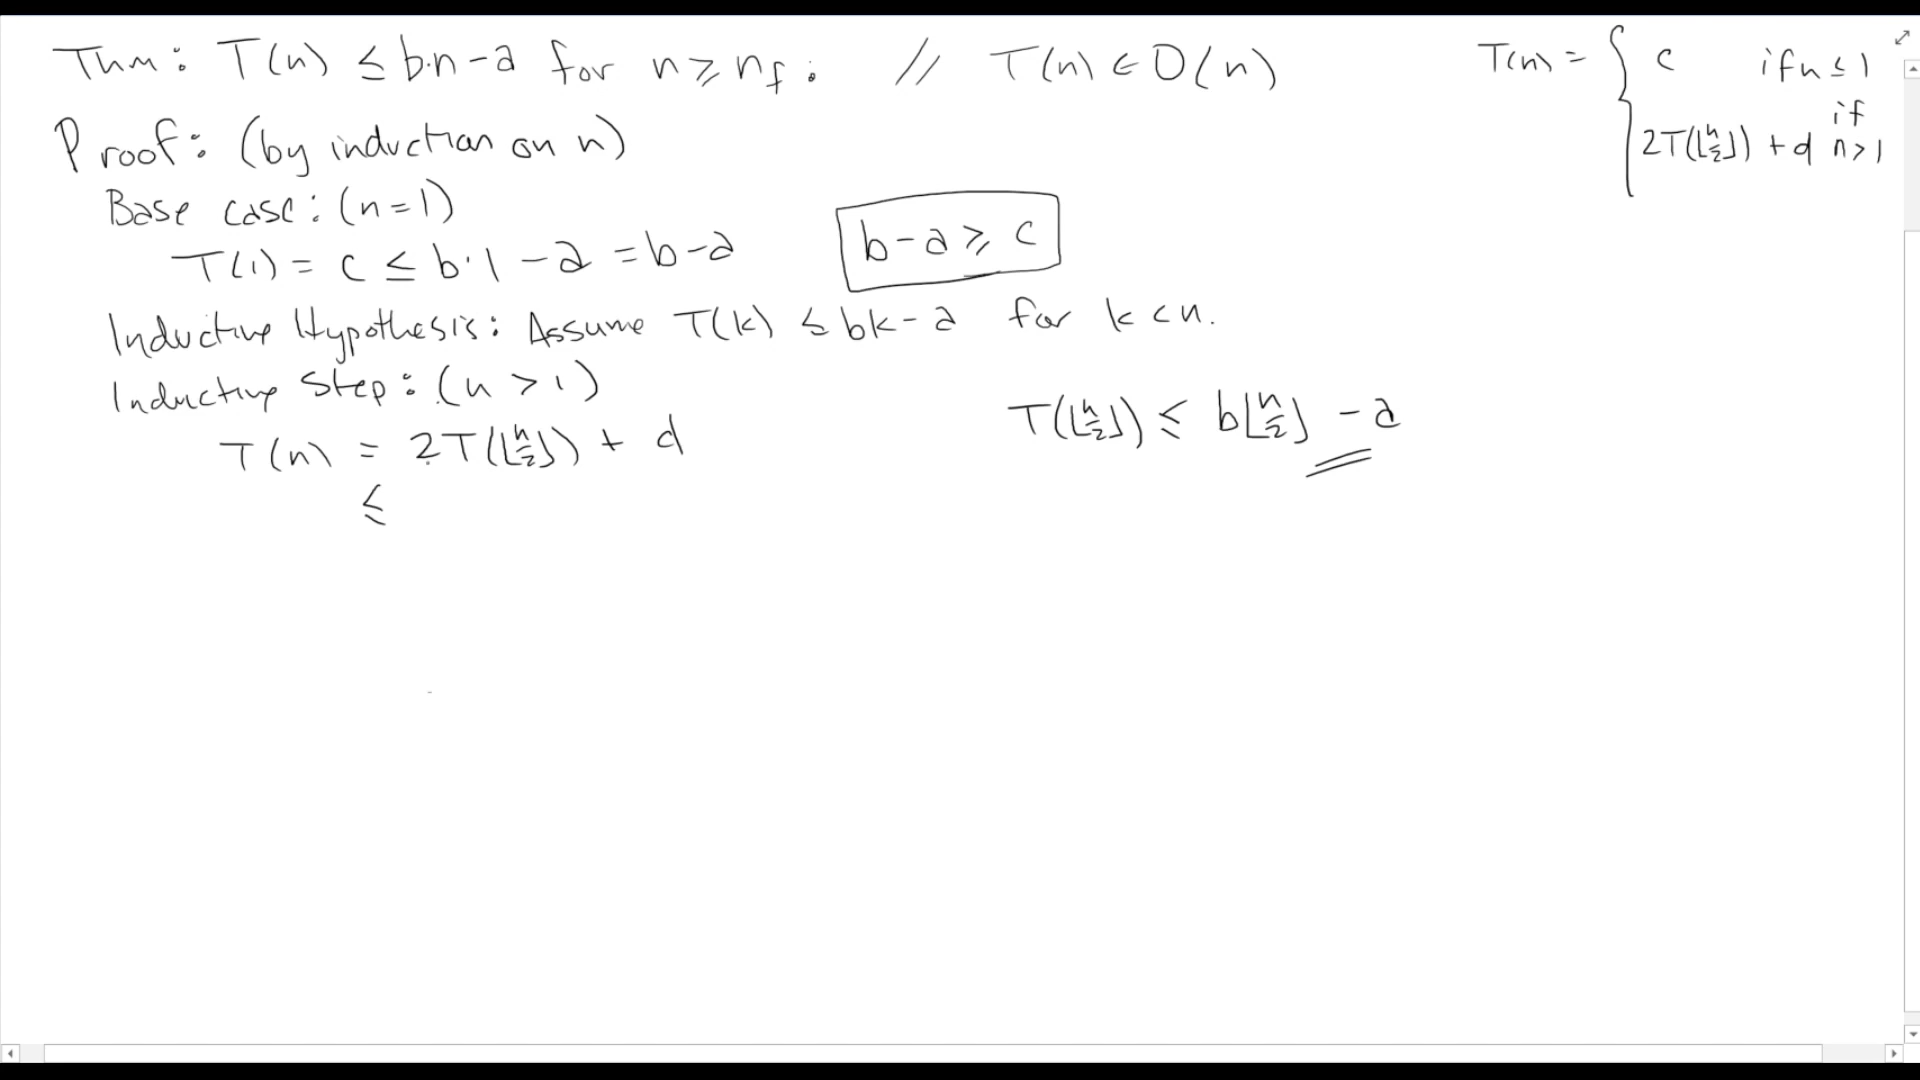 Thm: T(n) ≤ b·n - a for n ≥ n_f: // T(n) ∈ O(n)
T(n) = { c if n ≤ 1
2T(⌊n/2⌋) + d if n > 1
Proof: (by induction on n)
Base case: (n=1)
T(1) = c ≤ b·1 - a = b - a
b - a ≥ c
Inductive Hypothesis: Assume T(k) ≤ bk - a for k < n.
Inductive Step: (n > 1)
T(n) = 2T(⌊n/2⌋) + d
T(⌊n/2⌋) ≤ b⌊n/2⌋ - a
≤